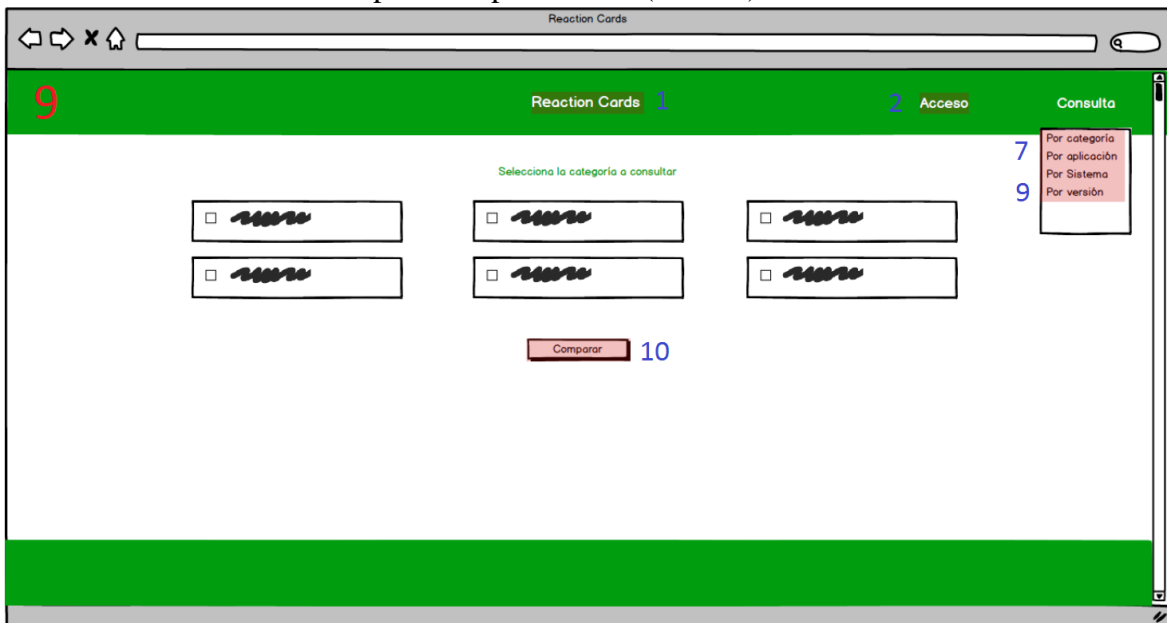 Reaction Cards
9
Reaction Cards 1
2 Acceso
Consulta
Por categoría
7 Por aplicación
Por Sistema
9 Por versión
Selecciona la categoría a consultar
Comparar 10